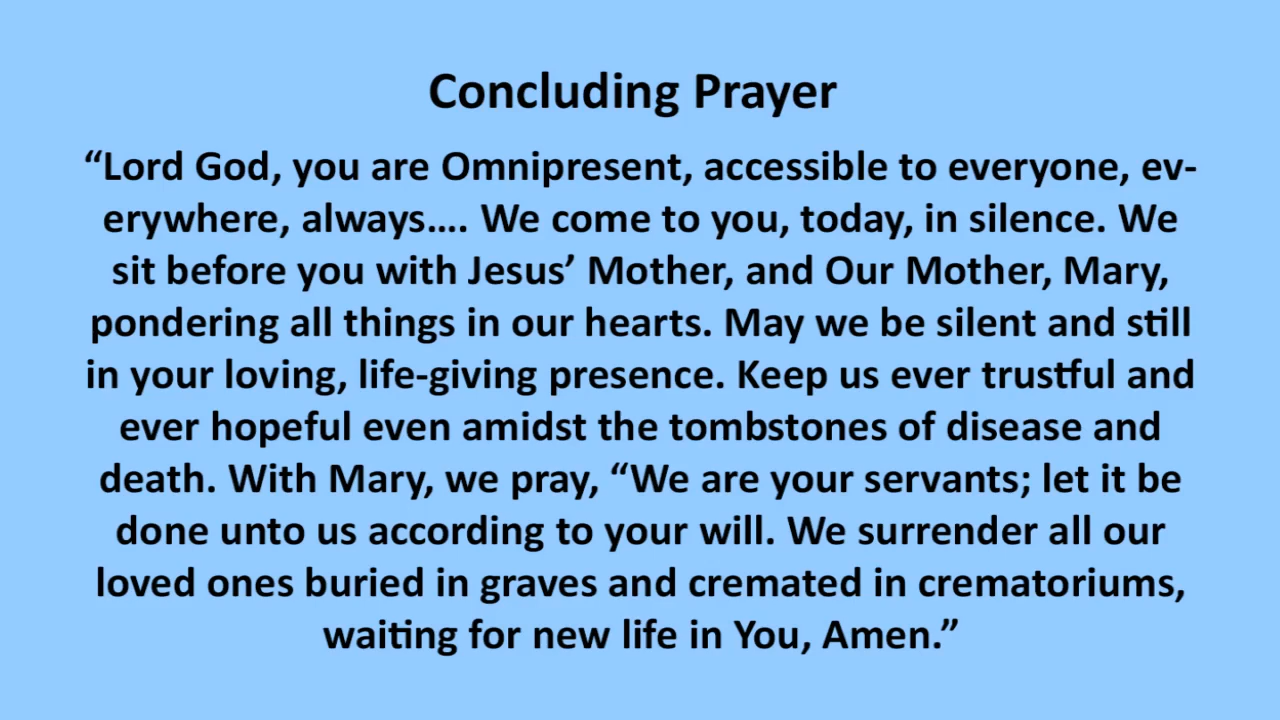 Concluding Prayer
“Lord God, you are Omnipresent, accessible to everyone, ev-
erywhere, always…. We come to you, today, in silence. We
sit before you with Jesus’ Mother, and Our Mother, Mary,
pondering all things in our hearts. May we be silent and still
in your loving, life-giving presence. Keep us ever trustful and
ever hopeful even amidst the tombstones of disease and
death. With Mary, we pray, “We are your servants; let it be
done unto us according to your will. We surrender all our
loved ones buried in graves and cremated in crematoriums,
waiting for new life in You, Amen.”